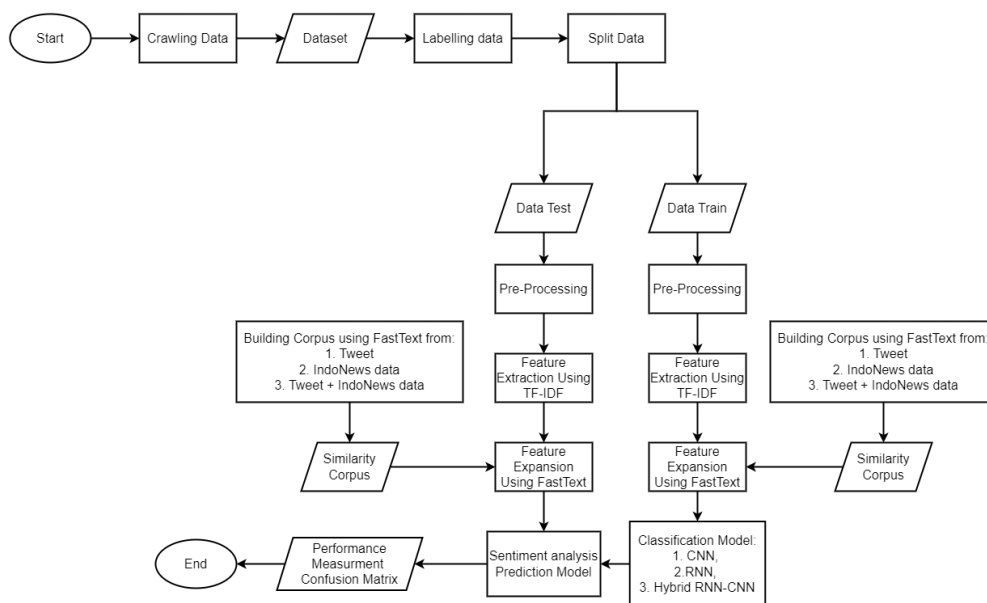 Start
Crawling Data
Dataset
Labelling data
Split Data
Data Test
Data Train
Pre-Processing
Pre-Processing
Building Corpus using FastText from:
1. Tweet
2. IndoNews data
3. Tweet + IndoNews data
Feature
Extraction Using
TF-IDF
Feature
Extraction Using
TF-IDF
Building Corpus using FastText from:
1. Tweet
2. IndoNews data
3. Tweet + IndoNews data
Similarity
Corpus
Feature
Expansion
Using FastText
Feature
Expansion
Using FastText
Similarity
Corpus
End
Performance
Measurment
Confusion Matrix
Sentiment analysis
Prediction Model
Classification Model:
1. CNN,
2.RNN,
3. Hybrid RNN-CNN